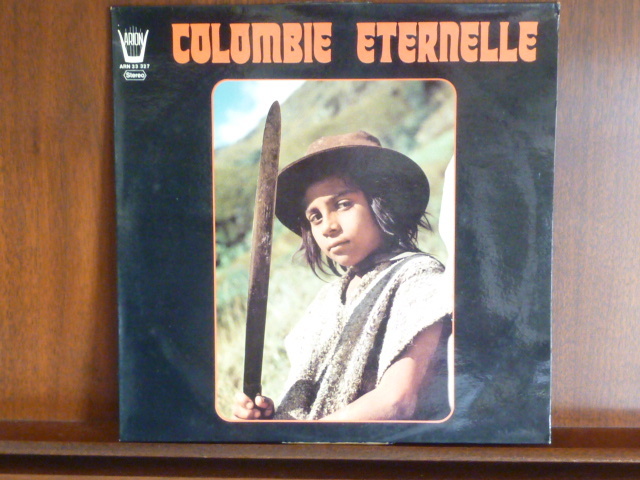 COLOMBIE ETERNELLE
ARION
ARN 33 327
Stereo